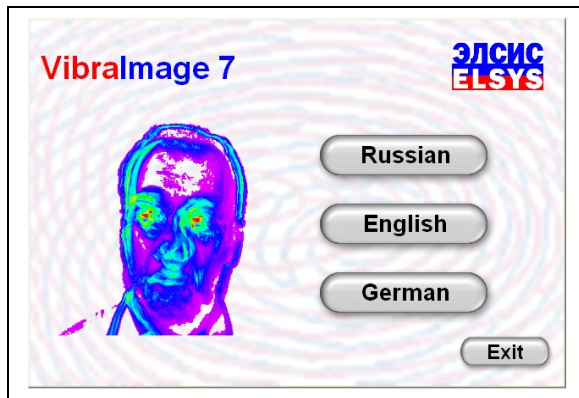 VibraImage 7
ЭЛСИС
ELSYS
Russian
English
German
Exit